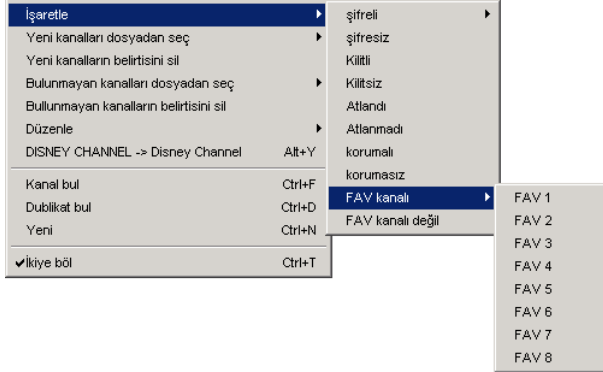 İşaretle
Yeni kanalları dosyadan seç
Yeni kanalların belirtisini sil
Bulunmayan kanalları dosyadan seç
Bullunmayan kanalların belirtisini sil
Düzenle
DISNEY CHANNEL -> Disney Channel Alt+Y
Kanal bul Ctrl+F
Dublikat bul Ctrl+D
Yeni Ctrl+N
İkiye böl Ctrl+T
şifreli
şifresiz
Kilitli
Kilitsiz
Atlandı
Atlanmadı
korumalı
korumasız
FAV kanalı
FAV kanalı değil
FAV 1
FAV 2
FAV 3
FAV 4
FAV 5
FAV 6
FAV 7
FAV 8